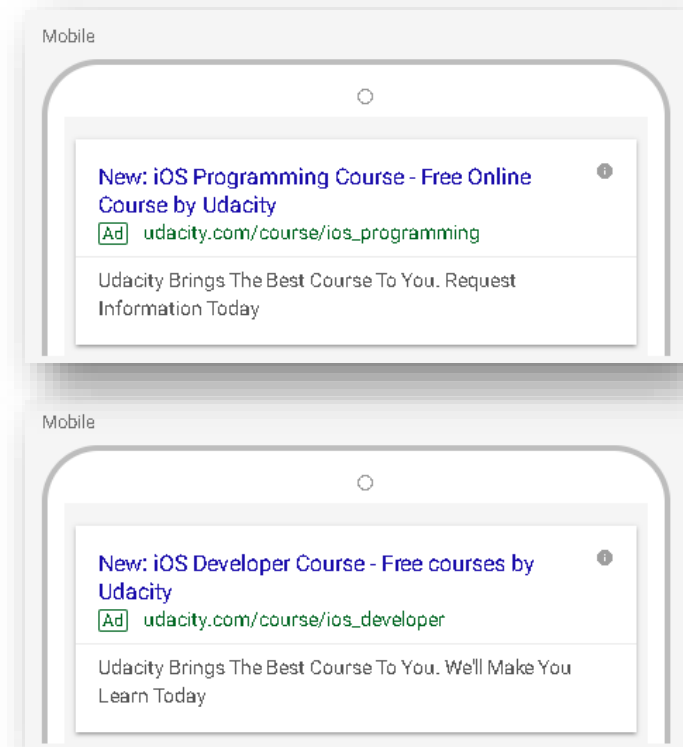 Mobile
New: iOS Programming Course - Free Online
Course by Udacity
Ad udacity.com/course/ios_programming
Udacity Brings The Best Course To You. Request
Information Today
Mobile
New: iOS Developer Course - Free courses by
Udacity
Ad udacity.com/course/ios_developer
Udacity Brings The Best Course To You. We'll Make You
Learn Today